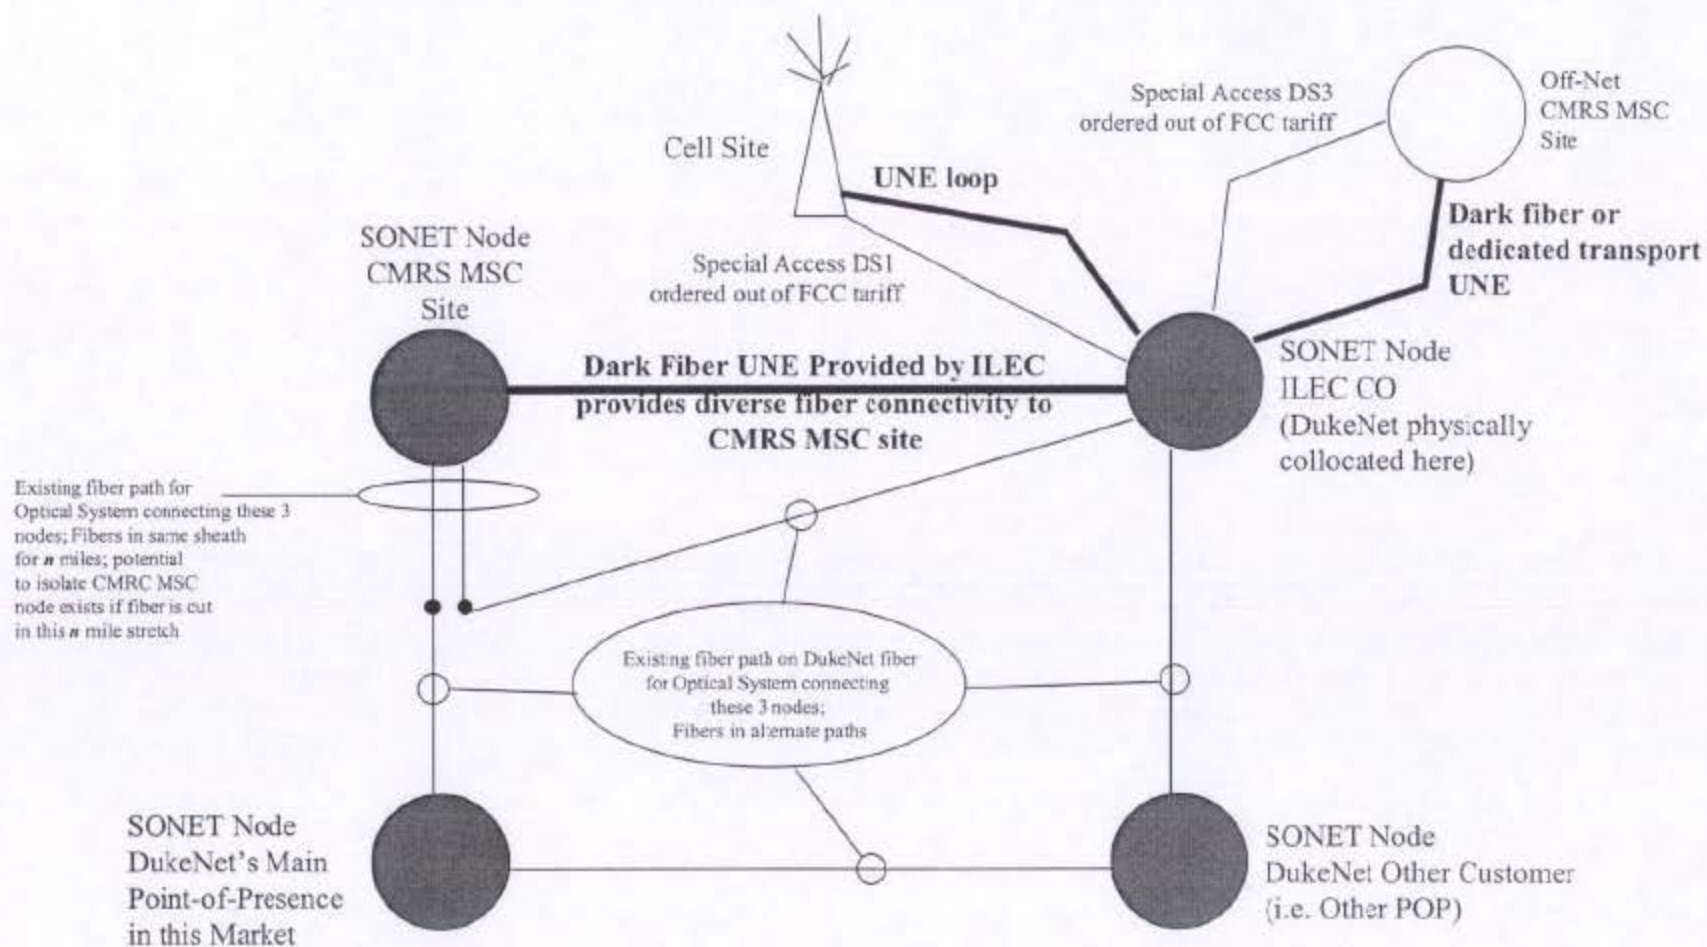 Special Access DS3
ordered out of FCC tariff
Off-Net
CMRS MSC
Site
Cell Site
UNE loop
Dark fiber or
dedicated transport
UNE
SONET Node
CMRS MSC
Site
Special Access DS1
ordered out of FCC tariff
Dark Fiber UNE Provided by ILEC
provides diverse fiber connectivity to
CMRS MSC site
SONET Node
ILEC CO
(DukeNet physically
collocated here)
Existing fiber path for
Optical System connecting these 3
nodes; Fibers in same sheath
for n miles; potential
to isolate CMRC MSC
node exists if fiber is cut
in this n mile stretch
Existing fiber path on DukeNet fiber
for Optical System connecting
these 3 nodes;
Fibers in alternate paths
SONET Node
DukeNet's Main
Point-of-Presence
in this Market
SONET Node
DukeNet Other Customer
(i.e. Other POP)